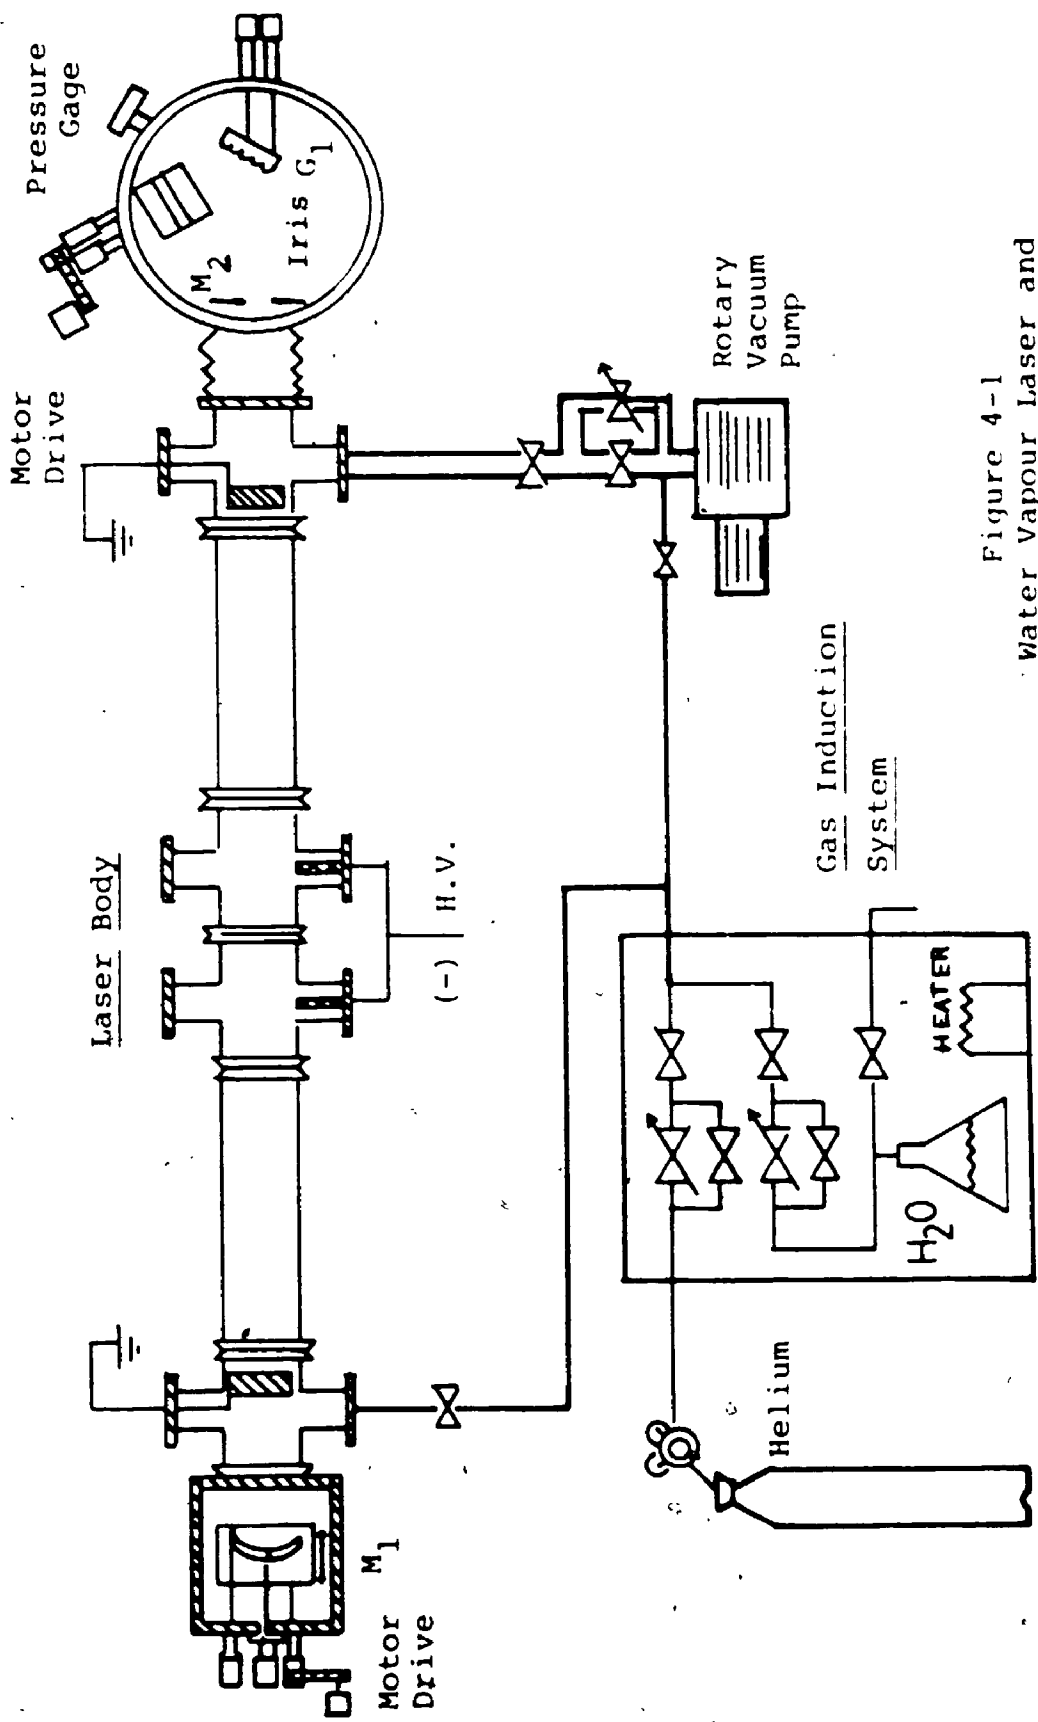 Motor
Drive
Pressure
Gage
Laser Body
M2
Iris G1
M1
Motor
Drive
(-) H.V.
Rotary
Vacuum
Pump
Gas Induction
System
HEATER
H2O
Helium
Figure 4-1
Water Vapour Laser and